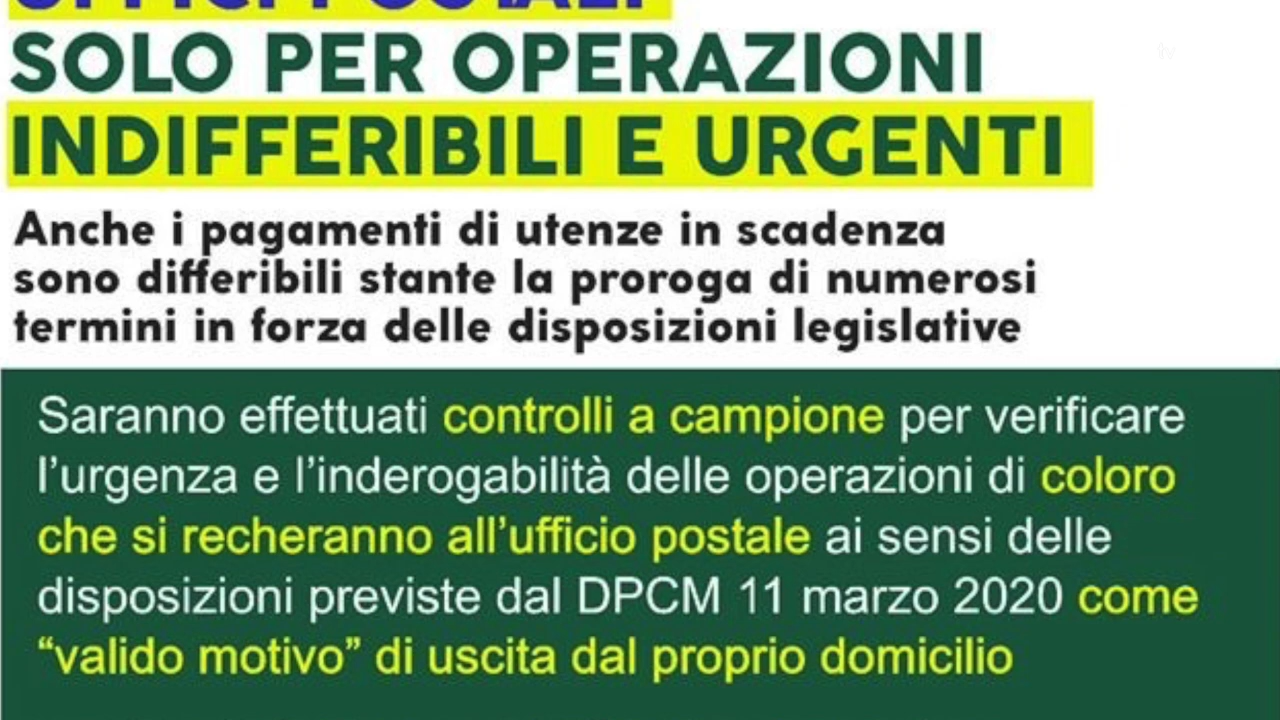 UFFICI POSTALI
SOLO PER OPERAZIONI
INDIFFERIBILI E URGENTI
Anche i pagamenti di utenze in scadenza
sono differibili stante la proroga di numerosi
termini in forza delle disposizioni legislative
Saranno effettuati controlli a campione per verificare
l’urgenza e l’inderogabilità delle operazioni di coloro
che si recheranno all’ufficio postale ai sensi delle
disposizioni previste dal DPCM 11 marzo 2020 come
“valido motivo” di uscita dal proprio domicilio